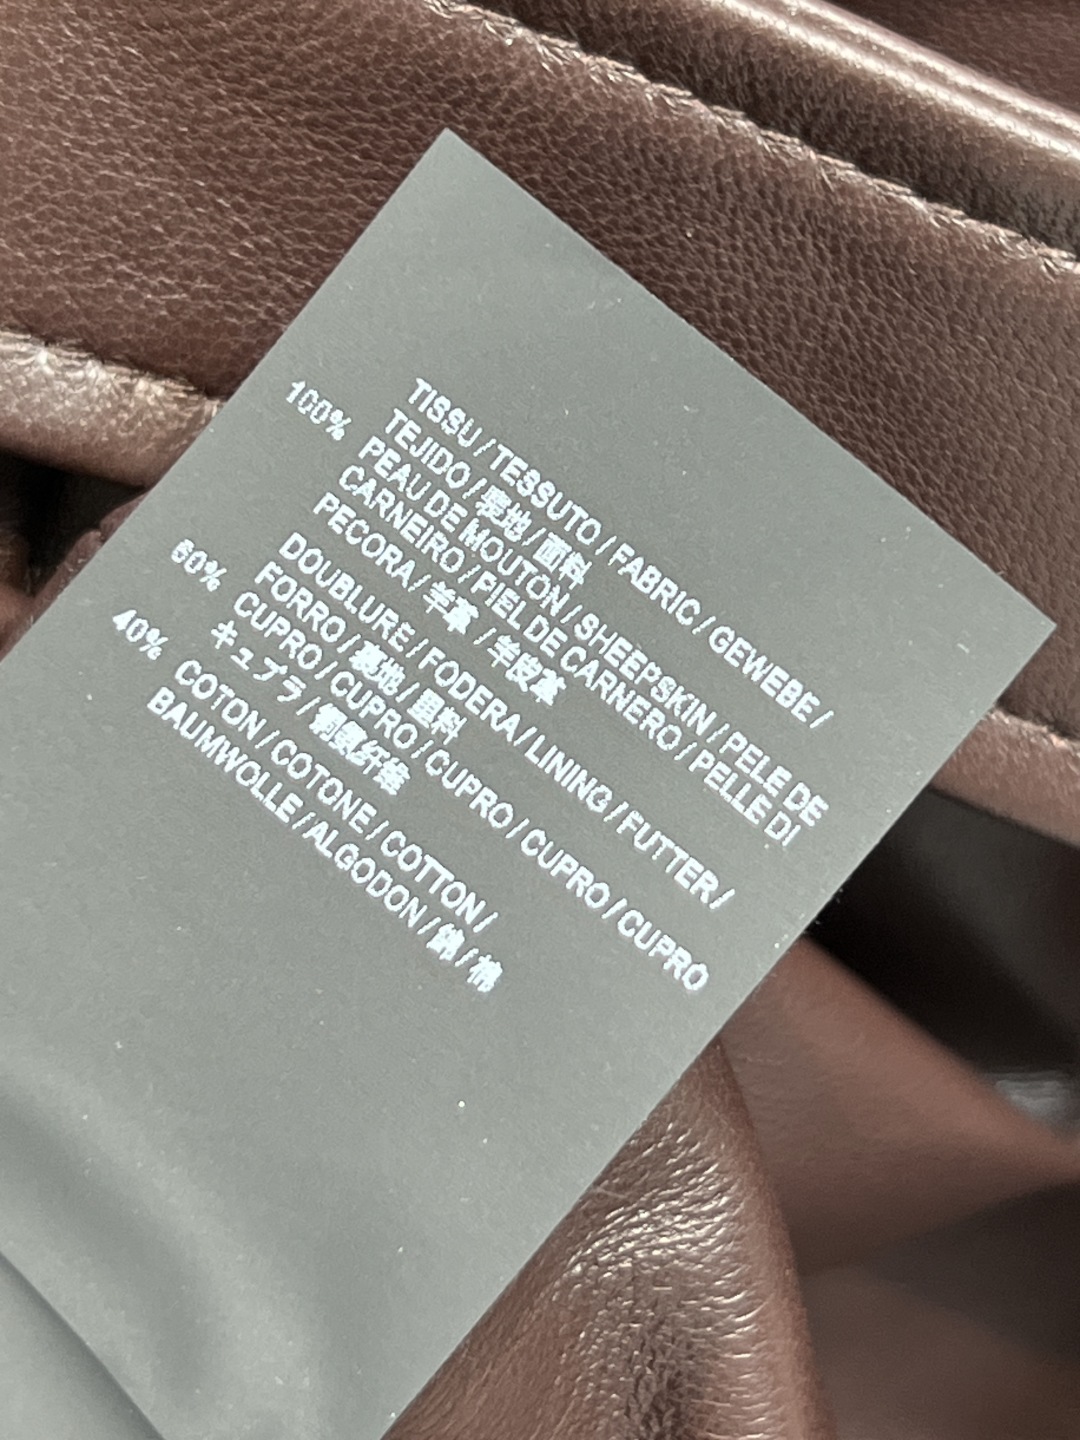 TISSU / TESSUTO / FABRIC / GEWEBE /
TEJIDO / 表地 / 面料
100% PEAU DE MOUTON / SHEEPSKIN / PELE DE
CARNEIRO / PIEL DE CARNERO / PELLE DI
PECORA / 羊革 / 羊皮革
DOUBLURE / FODERA / LINING / FUTTER /
FORRO / 裏地 / 里料
60% CUPRO / CUPRO / CUPRO / CUPRO / CUPRO
キュプラ / 铜氨纤维
40% COTON / COTONE / COTTON /
BAUMWOLLE / ALGODON / 綿 / 棉